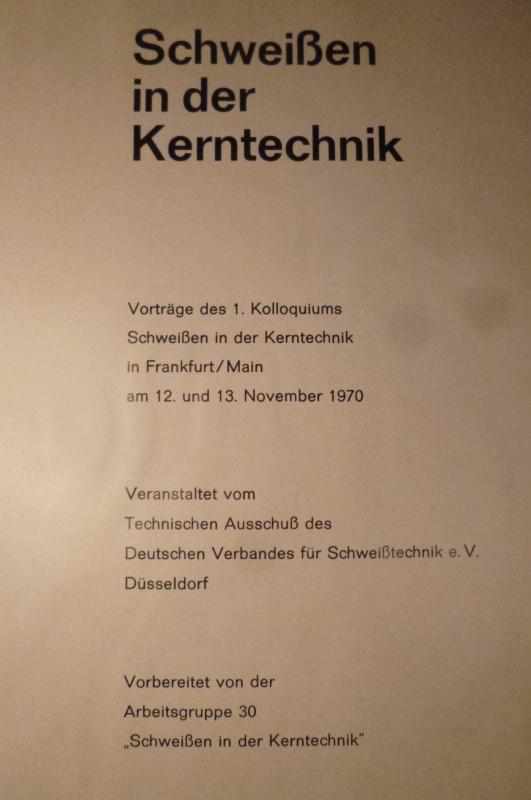 Schweißen
in der
Kerntechnik
Vorträge des 1. Kolloquiums
Schweißen in der Kerntechnik
in Frankfurt/Main
am 12. und 13. November 1970
Veranstaltet vom
Technischen Ausschuß des
Deutschen Verbandes für Schweißtechnik e. V.
Düsseldorf
Vorbereitet von der
Arbeitsgruppe 30
„Schweißen in der Kerntechnik"